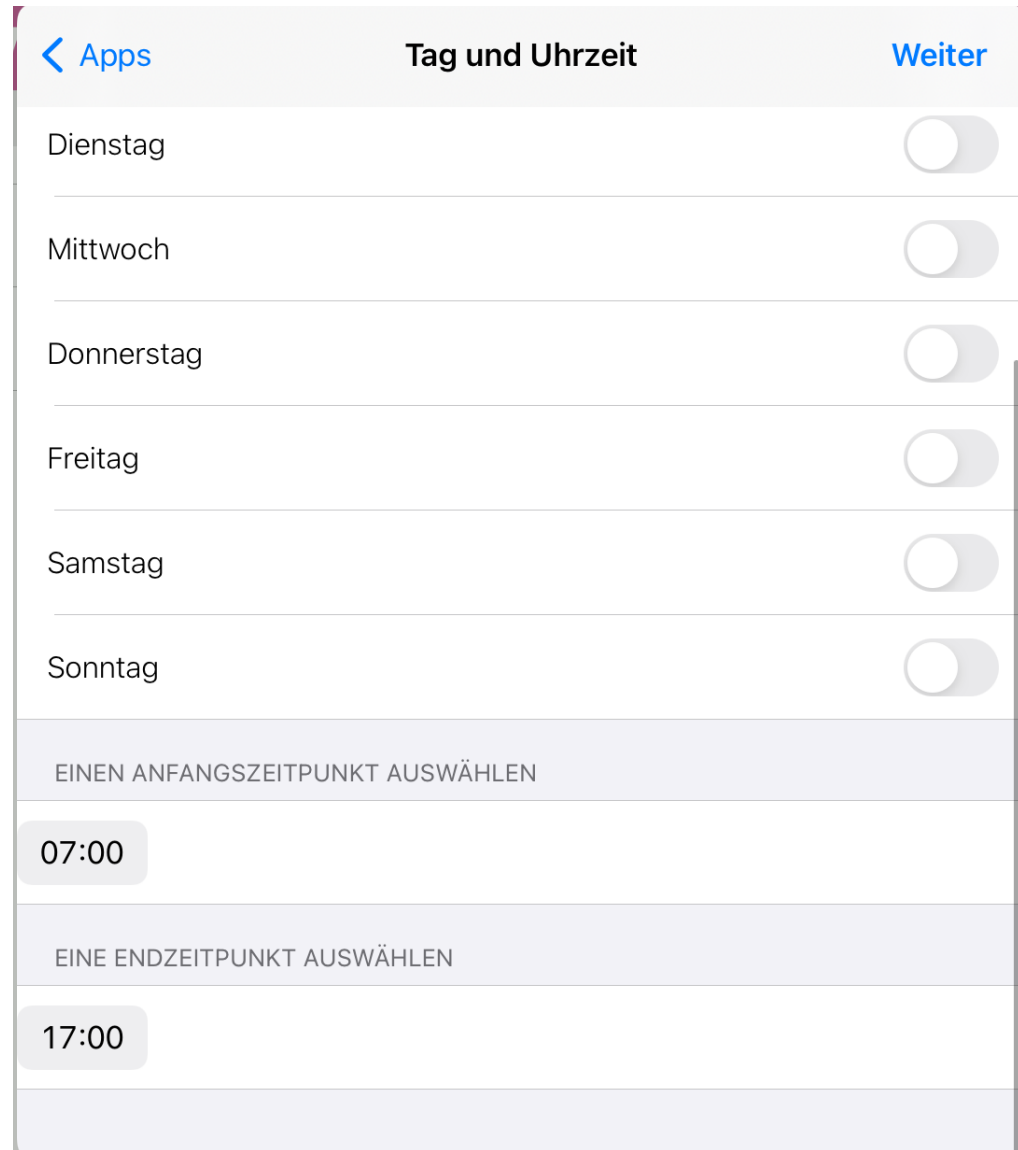 Apps
Tag und Uhrzeit
Weiter
Dienstag
Mittwoch
Donnerstag
Freitag
Samstag
Sonntag
EINEN ANFANGSZEITPUNKT AUSWÄHLEN
07:00
EINE ENDZEITPUNKT AUSWÄHLEN
17:00